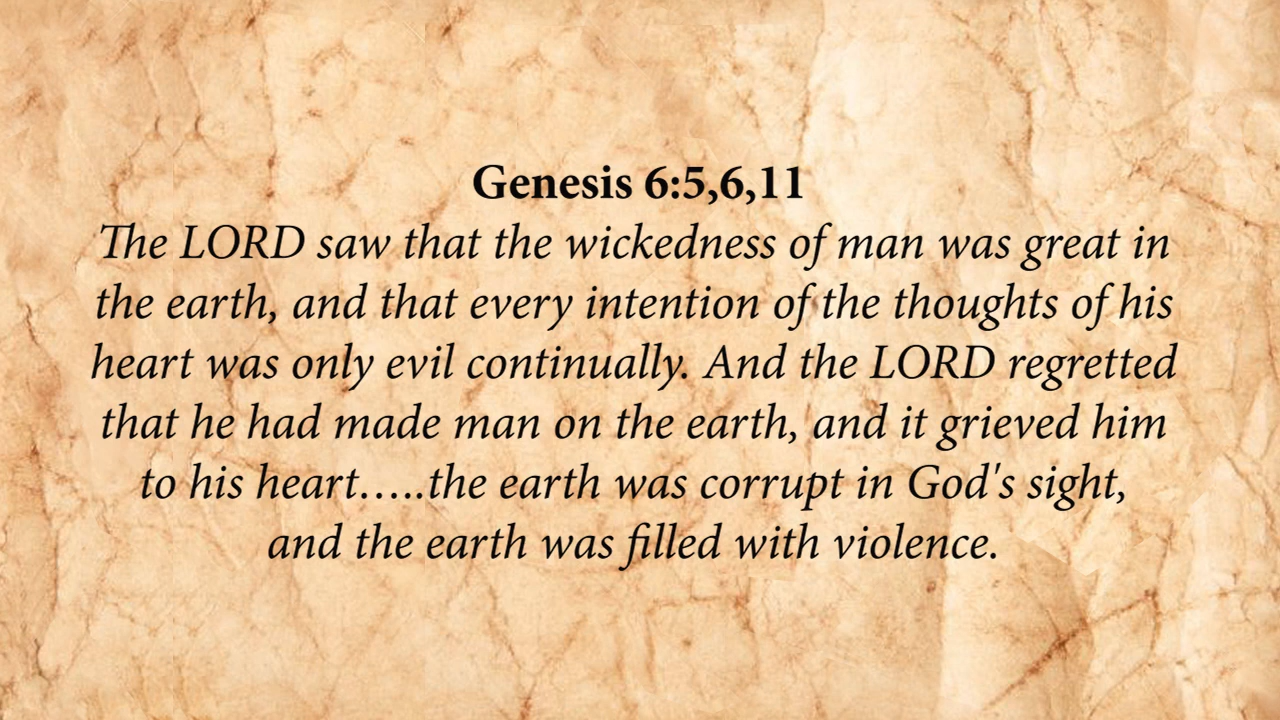 Genesis 6:5,6,11
The LORD saw that the wickedness of man was great in
the earth, and that every intention of the thoughts of his
heart was only evil continually. And the LORD regretted
that he had made man on the earth, and it grieved him
to his heart…..the earth was corrupt in God's sight,
and the earth was filled with violence.